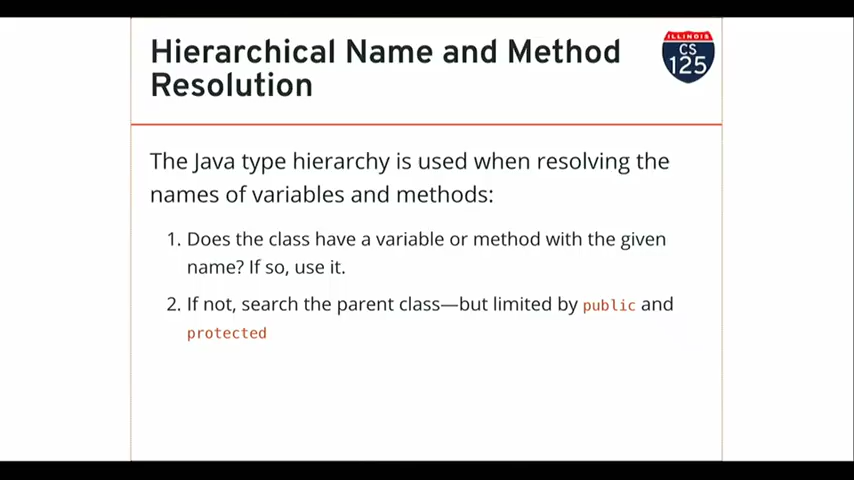 Hierarchical Name and Method
Resolution
ILLINOIS
CS
125
The Java type hierarchy is used when resolving the
names of variables and methods:
1. Does the class have a variable or method with the given
name? If so, use it.
2. If not, search the parent class—but limited by public and
protected